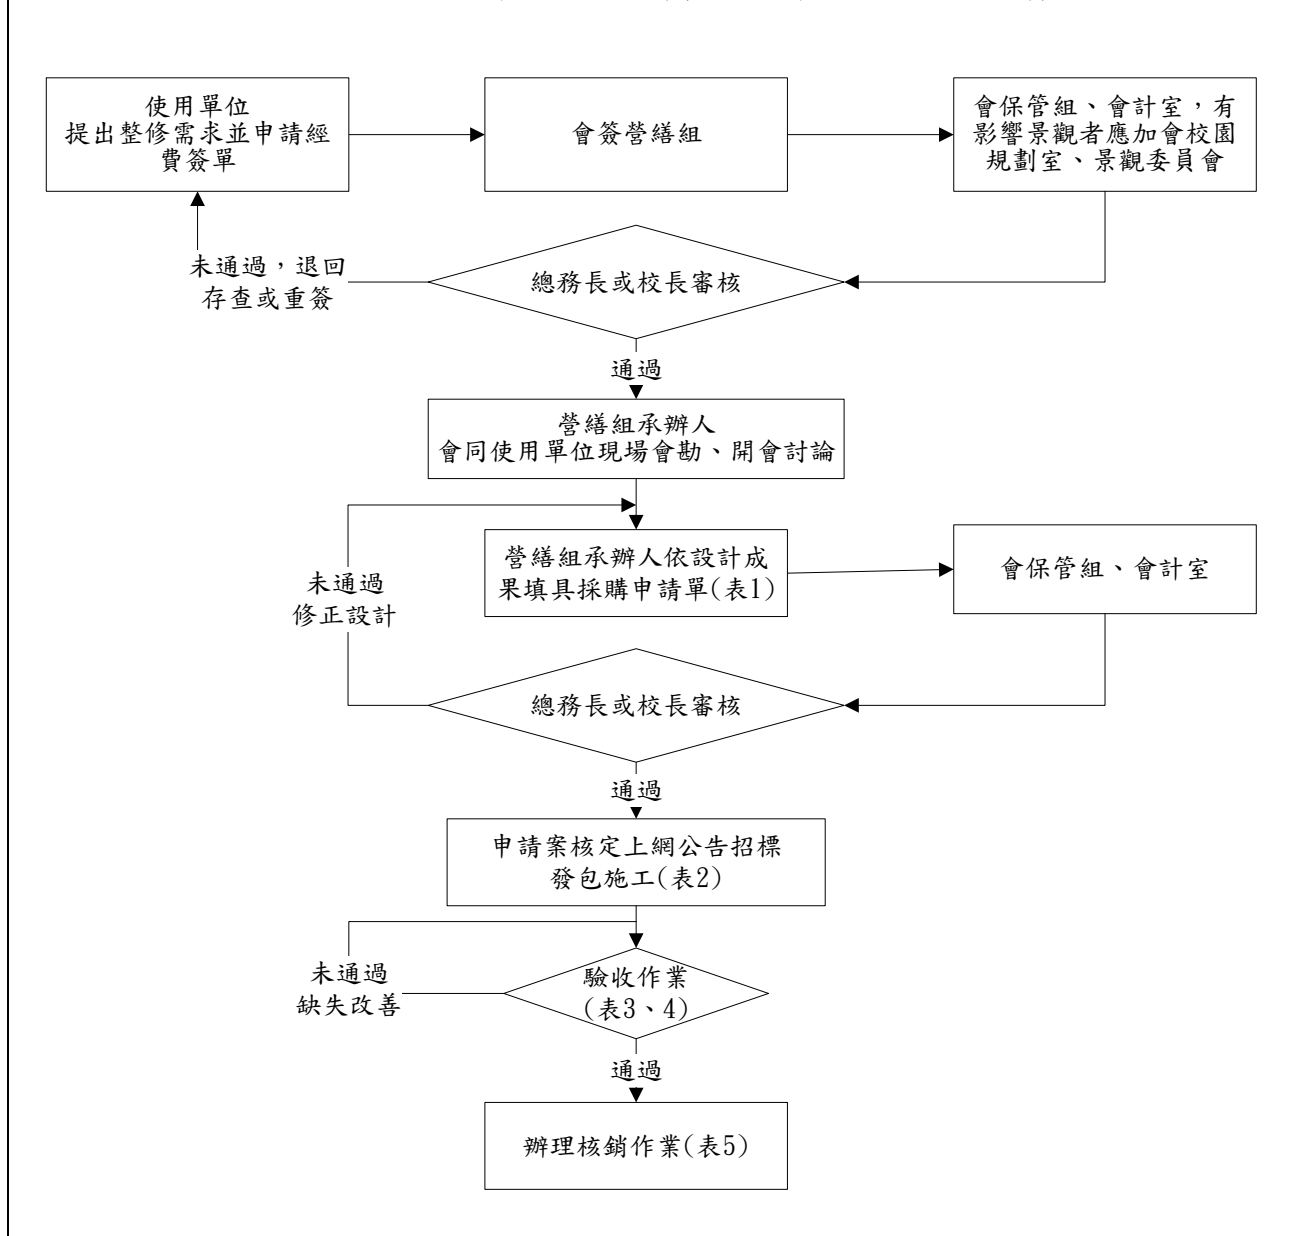 使用單位
提出整修需求並申請經
費簽單
會簽營繕組
會保管組、會計室，有
影響景觀者應加會校園
規劃室、景觀委員會
未通過，退回
存查或重簽
總務長或校長審核
通過
營繕組承辦人
會同使用單位現場會勘、開會討論
營繕組承辦人依設計成
果填具採購申請單(表1)
會保管組、會計室
未通過
修正設計
總務長或校長審核
通過
申請案核定上網公告招標
發包施工(表2)
未通過
缺失改善
驗收作業
(表3、4)
通過
辦理核銷作業(表5)